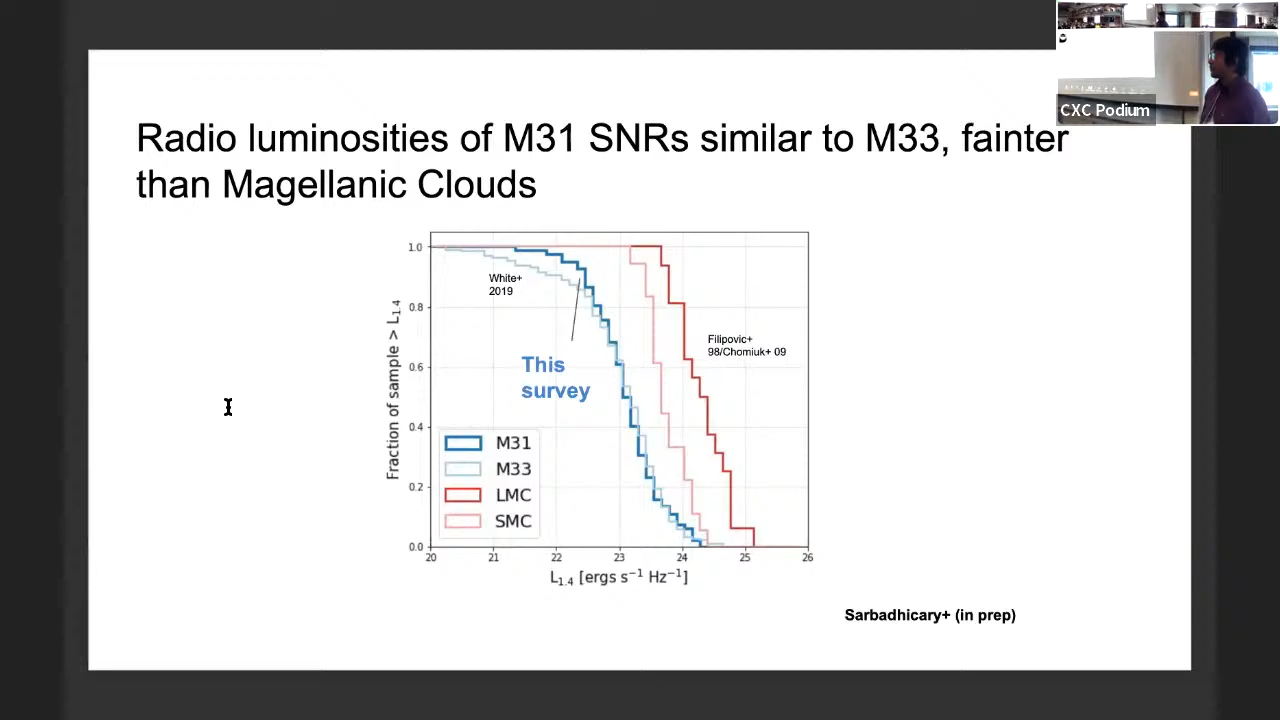 CXC Podium
Radio luminosities of M31 SNRs similar to M33, fainter
than Magellanic Clouds
1.0
0.8
0.6
0.4
0.2
0.0
Fraction of sample > L₁.₄
White+
2019
This
survey
Filipovic+
98/Chomiuk+ 09
M31
M33
LMC
SMC
20 21 22 23 24 25 26
L₁.₄ [ergs s⁻¹ Hz⁻¹]
Sarbadhicary+ (in prep)